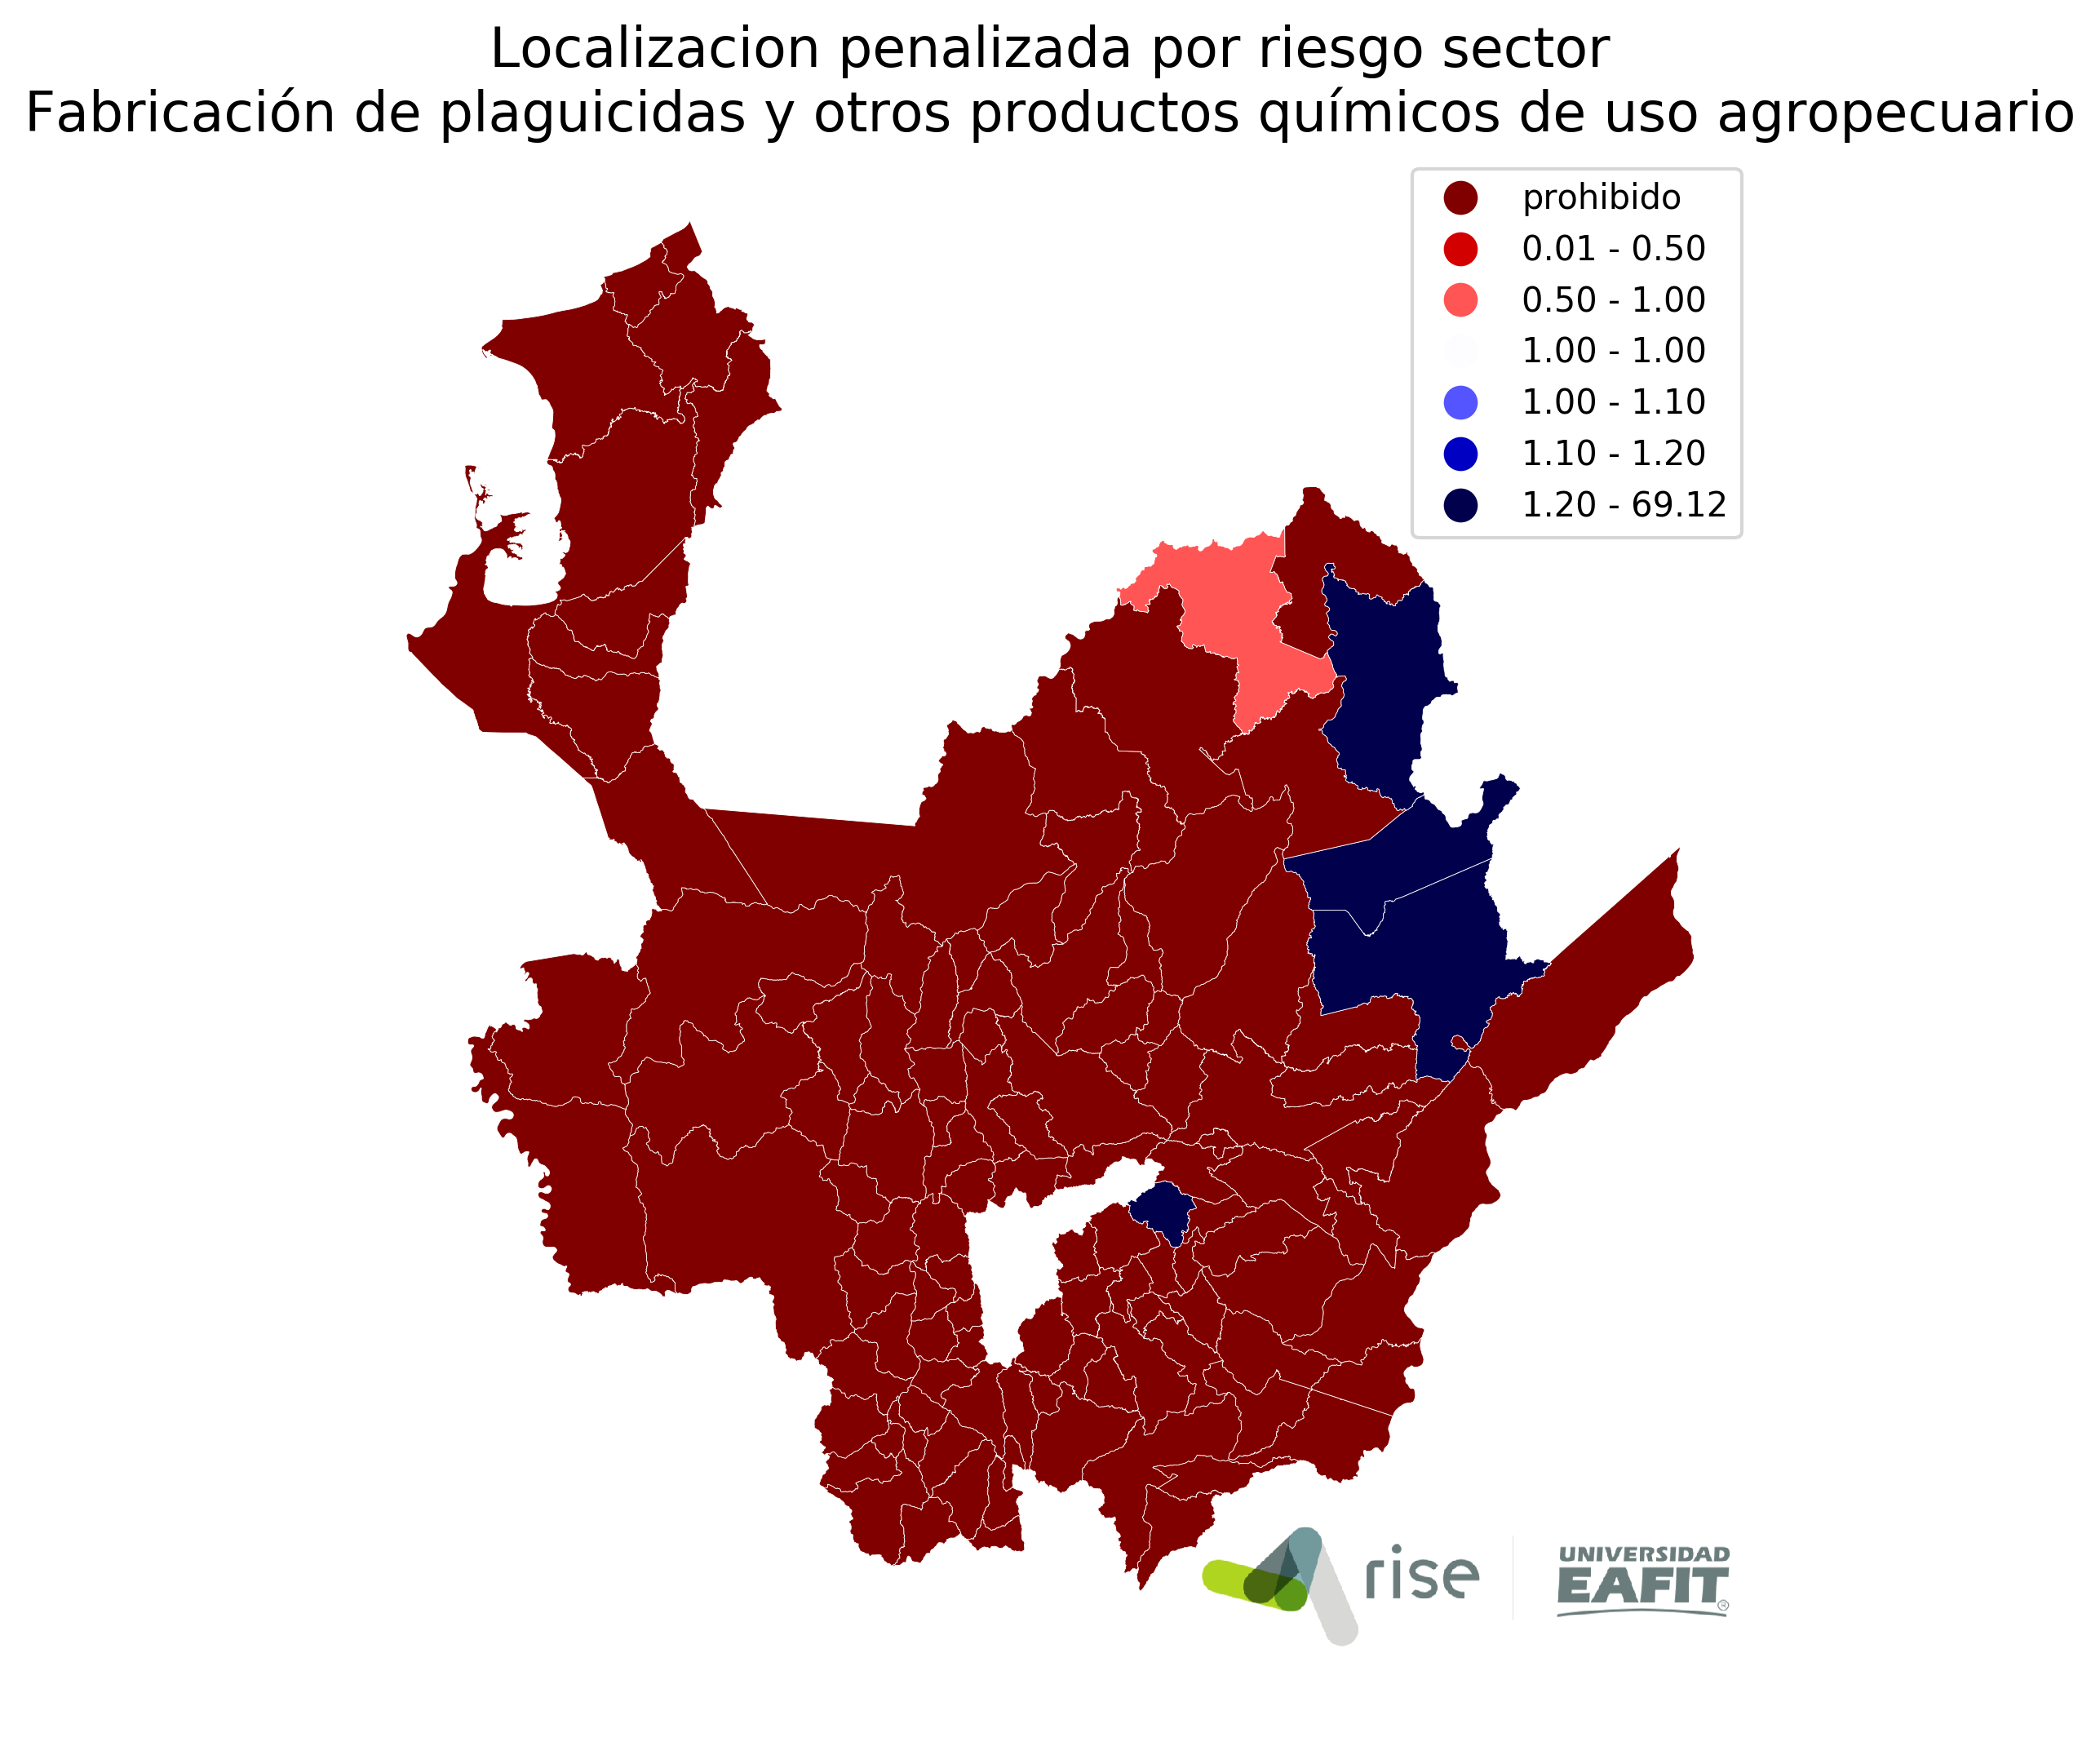 Localizacion penalizada por riesgo sector
Fabricación de plaguicidas y otros productos químicos de uso agropecuario
prohibido
0.01 - 0.50
0.50 - 1.00
1.00 - 1.00
1.00 - 1.10
1.10 - 1.20
1.20 - 69.12
rise
UNIVERSIDAD
EAFIT®